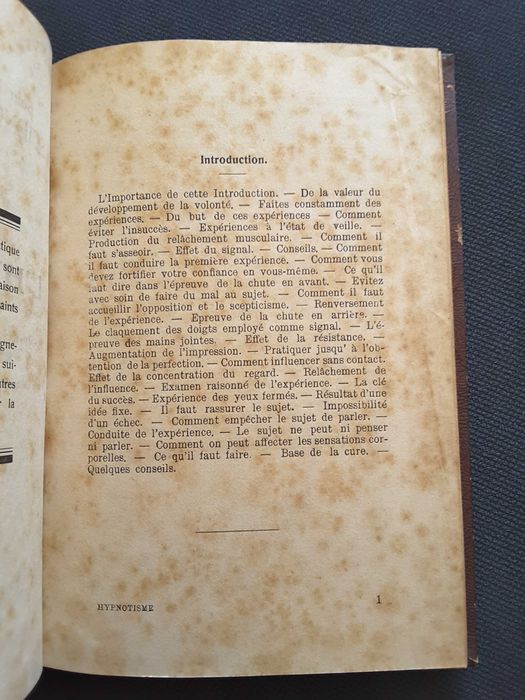 tique
sont
aison
aints
gne-
sui-
utres
r la
Introduction.
L'Importance de cette Introduction. — De la valeur du
développement de la volonté. — Faites constamment des
expériences. — Du but de ces expériences — Comment
éviter l'insuccès. — Expériences à l'état de veille. —
Production du relâchement musculaire. — Comment il
faut s'asseoir. — Effet du signal. — Conseils. — Comment
il faut conduire la première expérience. — Comment vous
devez fortifier votre confiance en vous-même. — Ce qu'il
faut dire dans l'épreuve de la chute en avant. — Evitez
avec soin de faire du mal au sujet. — Comment il faut
accueillir l'opposition et le scepticisme. — Renversement
de l'expérience. — Epreuve de la chute en arrière. —
Le claquement des doigts employé comme signal. — L'é-
preuve des mains jointes. — Effet de la résistance. —
Augmentation de l'impression. — Pratiquer jusqu' à l'ob-
tention de la perfection. — Comment influencer sans contact.
Effet de la concentration du regard. — Relâchement de
l'influence. — Examen raisonné de l'expérience. — La clé
du succès. — Expérience des yeux fermés. — Résultat d'une
idée fixe. — Il faut rassurer le sujet. — Impossibilité
d'un échec. — Comment empêcher le sujet de parler. —
Conduite de l'expérience. — Le sujet ne peut ni penser
ni parler. — Comment on peut affecter les sensations cor-
porelles. — Ce qu'il faut faire. — Base de la cure. —
Quelques conseils.
HYPNOTISME
1